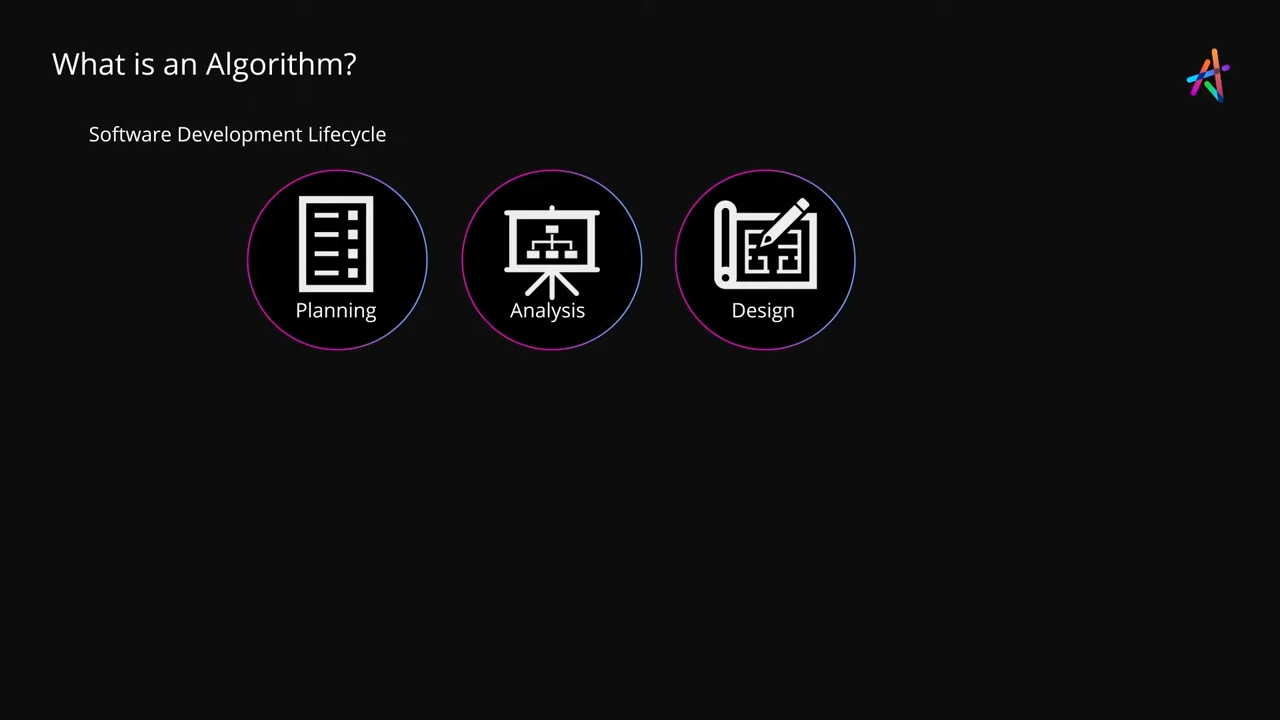 What is an Algorithm?
Software Development Lifecycle
Planning
Analysis
Design